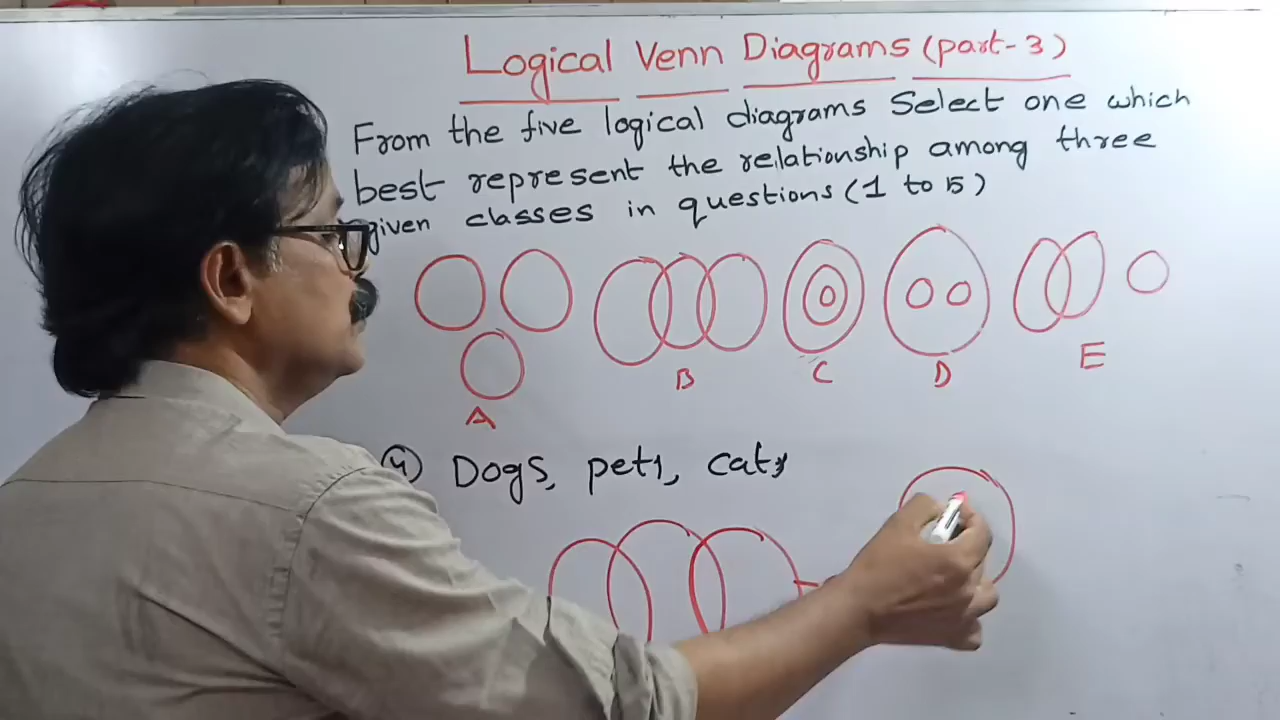 Logical Venn Diagrams (part-3)
From the five logical diagrams Select one which
best represent the relationship among three
given classes in questions (1 to 5)
A
B
C
D
E
4 Dogs, pets, cats